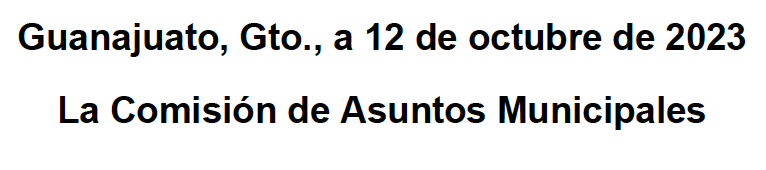 Guanajuato, Gto., a 12 de octubre de 2023
La Comisión de Asuntos Municipales